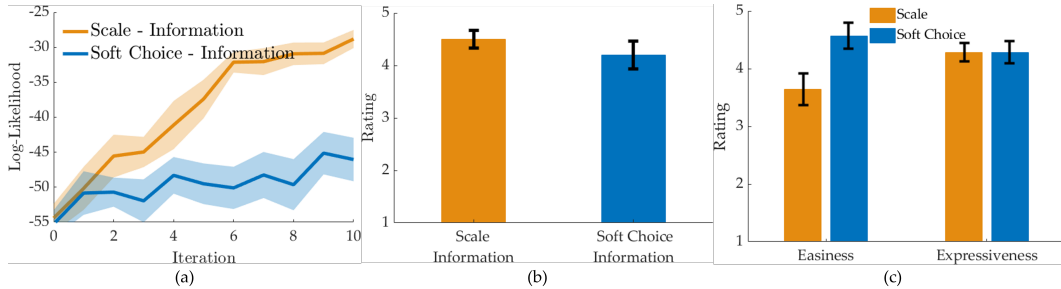 Scale - Information
Soft Choice - Information
Log-Likelihood
-25
-30
-35
-40
-45
-50
-55
0 2 4 6 8 10
Iteration
(a)
Rating
5
4
3
2
1
Scale
Information
Soft Choice
Information
(b)
Scale
Soft Choice
Rating
5
4
3
2
1
Easiness Expressiveness
(c)